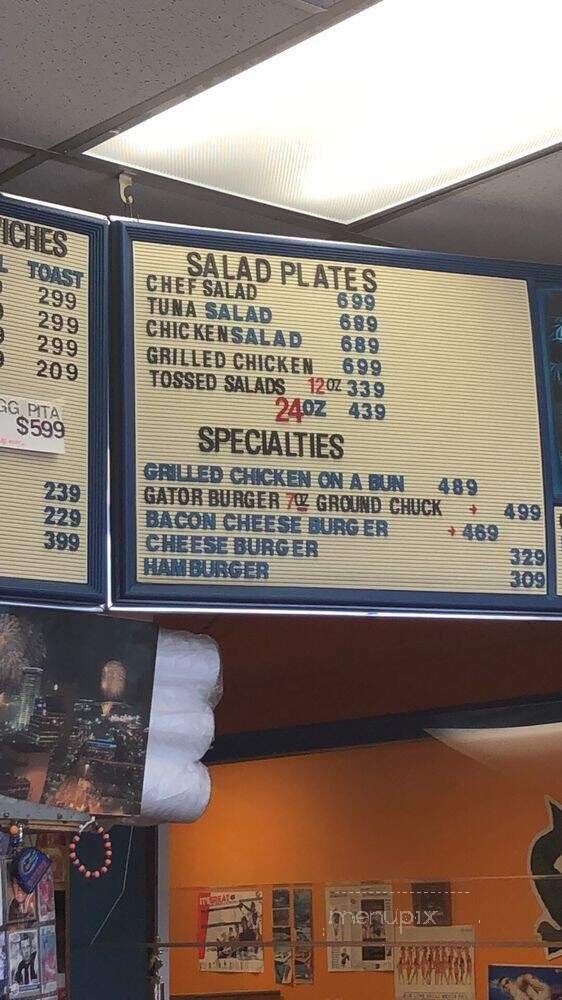 TOAST
299
299
299
209
PITA
$599
239
229
399
SALAD PLATES
CHEF SALAD 699
TUNA SALAD 689
CHICKEN SALAD 689
GRILLED CHICKEN 699
TOSSED SALADS 12OZ 339
24OZ 439
SPECIALTIES
GRILLED CHICKEN ON A BUN 489
GATOR BURGER 7OZ GROUND CHUCK 499
BACON CHEESE BURGER 469
CHEESE BURGER 329
HAMBURGER 309
menupix